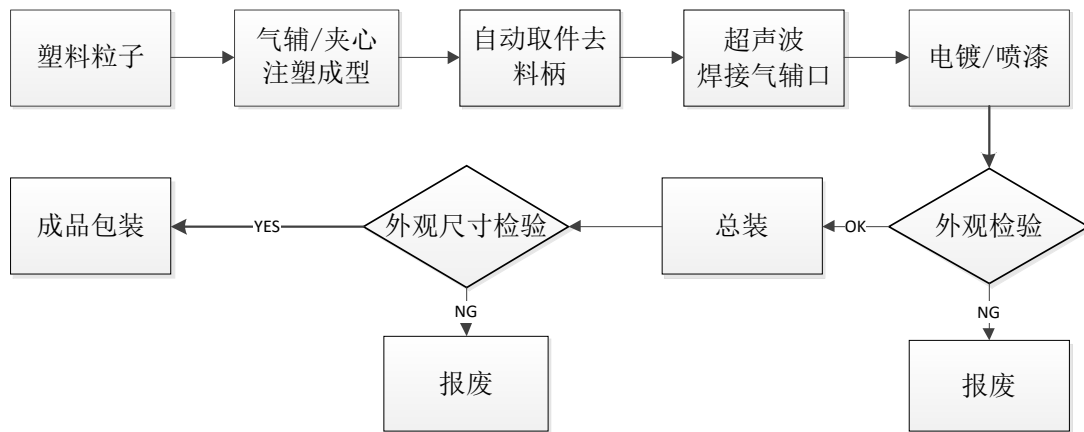 塑料粒子
气辅/夹心
注塑成型
自动取件去
料柄
超声波
焊接气辅口
电镀/喷漆
成品包装
YES
外观尺寸检验
总装
OK
外观检验
NG
NG
报废
报废